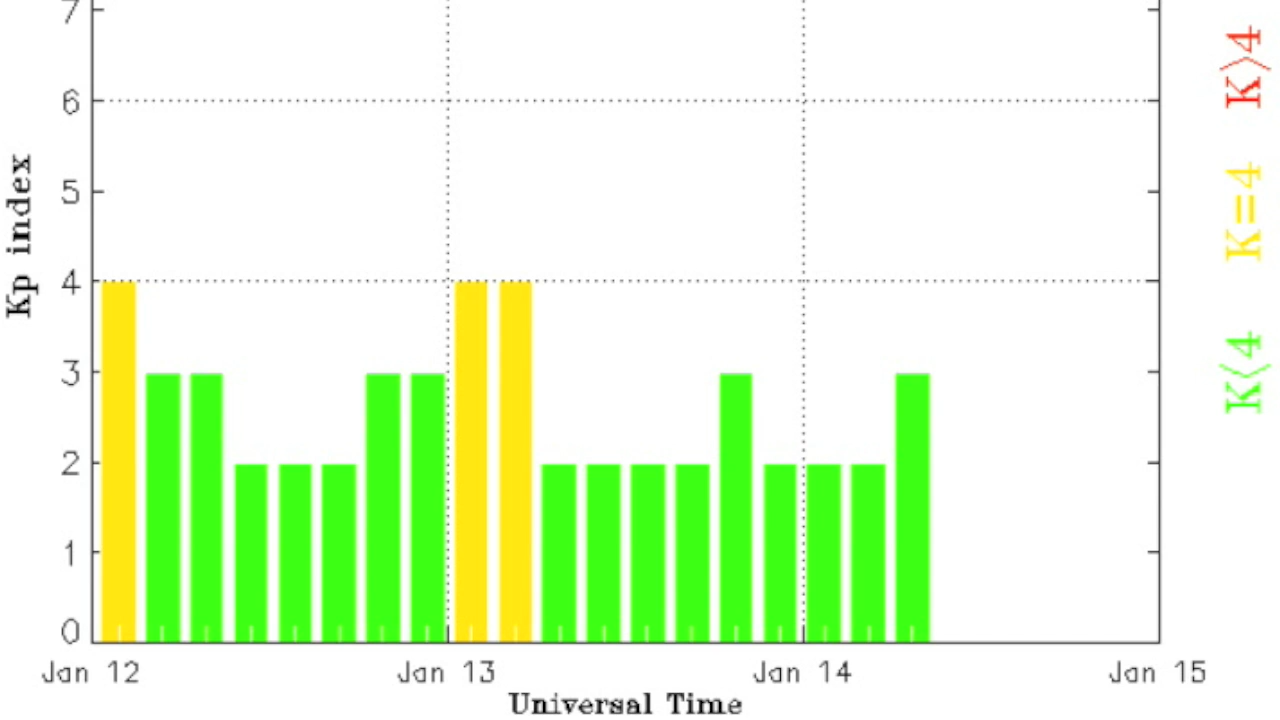 7
6
5
4
3
2
1
0
Kp index
Jan 12
Jan 13
Jan 14
Jan 15
Universal Time
K>4
K=4
K<4